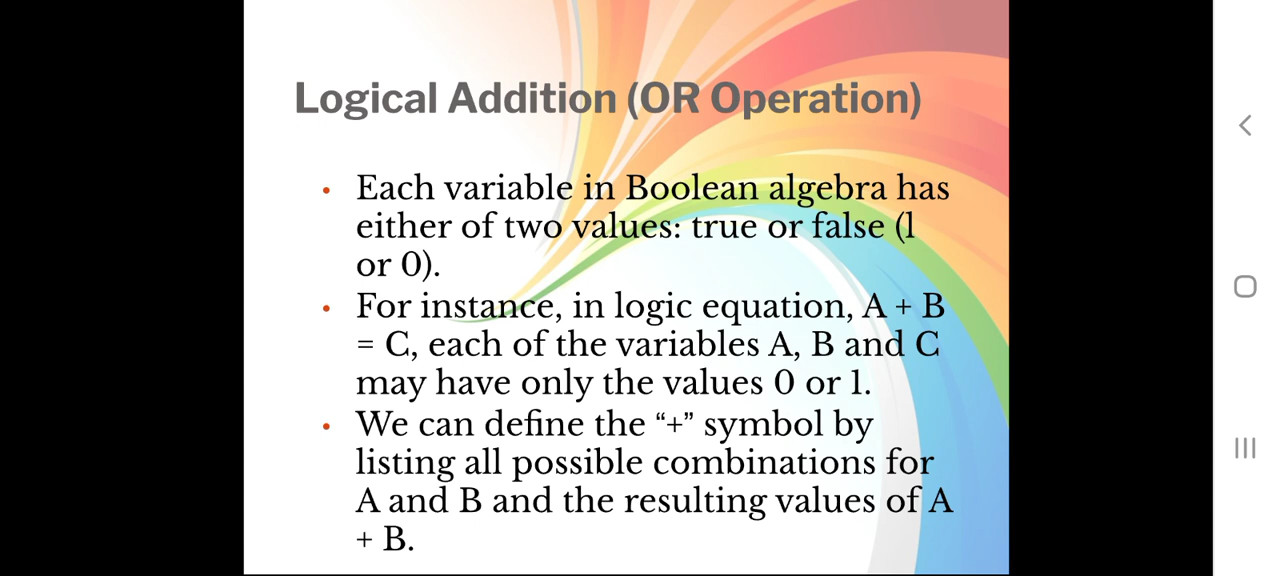 Logical Addition (OR Operation)
• Each variable in Boolean algebra has
either of two values: true or false (1
or 0).
• For instance, in logic equation, A + B
= C, each of the variables A, B and C
may have only the values 0 or 1.
• We can define the “+” symbol by
listing all possible combinations for
A and B and the resulting values of A
+ B.